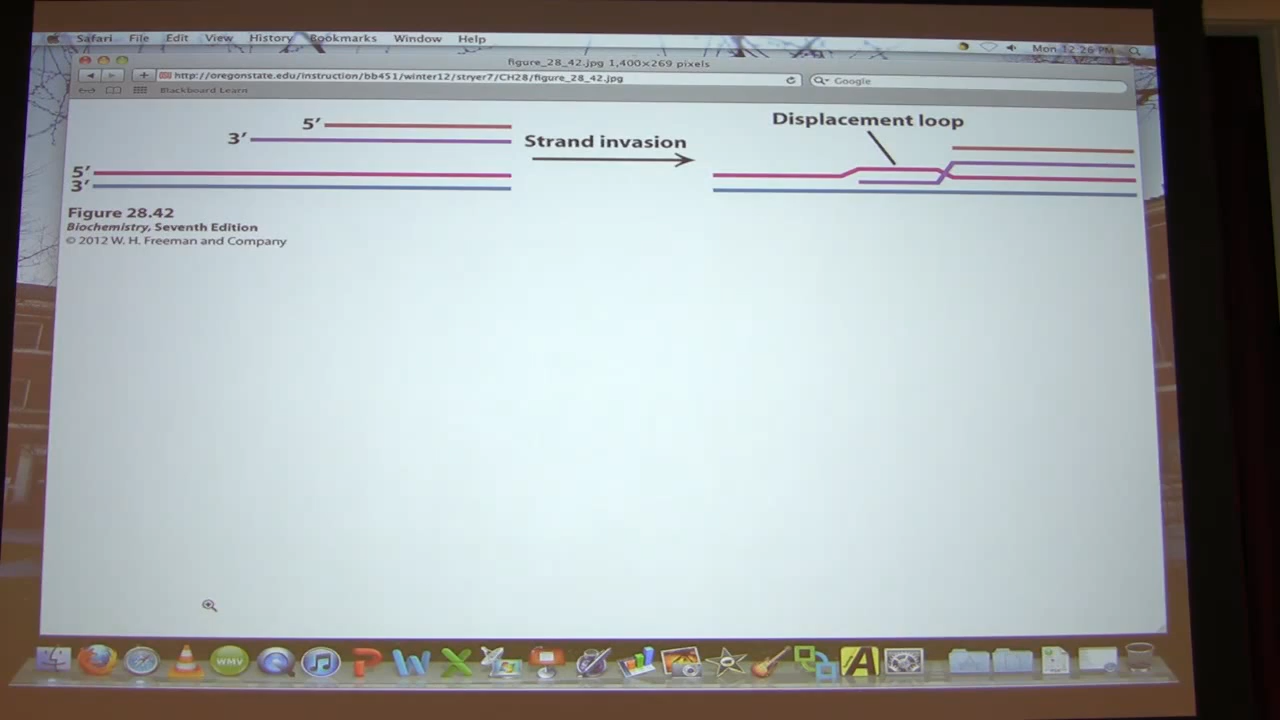 Safari File Edit View History Bookmarks Window Help Mon 12:26 PM
figure_28_42.jpg 1,400×269 pixels
http://oregonstate.edu/instruction/bb451/winter12/stryer7/CH28/figure_28_42.jpg Google
Blackboard Learn
5′
3′
5′
3′
Strand invasion
Displacement loop
Figure 28.42
Biochemistry, Seventh Edition
© 2012 W. H. Freeman and Company
WMV